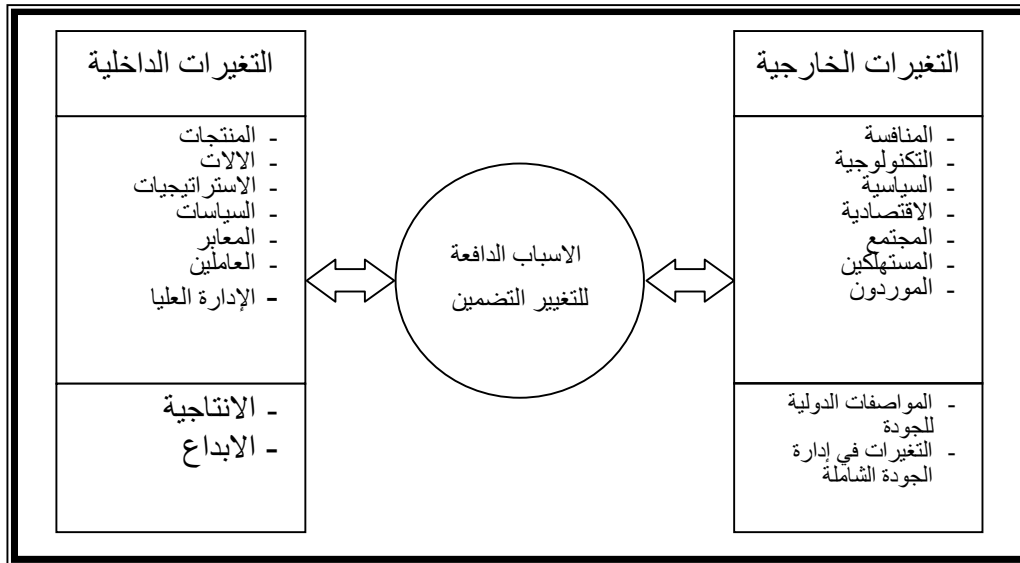 التغيرات الخارجية
- المنافسة
- التكنولوجية
- السياسية
- الاقتصادية
- المجتمع
- المستهلكين
- الموردون
- المواصفات الدولية
للجودة
- التغيرات في إدارة
الجودة الشاملة
الاسباب الدافعة
للتغيير التضمين
التغيرات الداخلية
- المنتجات
- الالات
- الاستراتيجيات
- السياسات
- المعابر
- العاملين
- الإدارة العليا
- الانتاجية
- الابداع